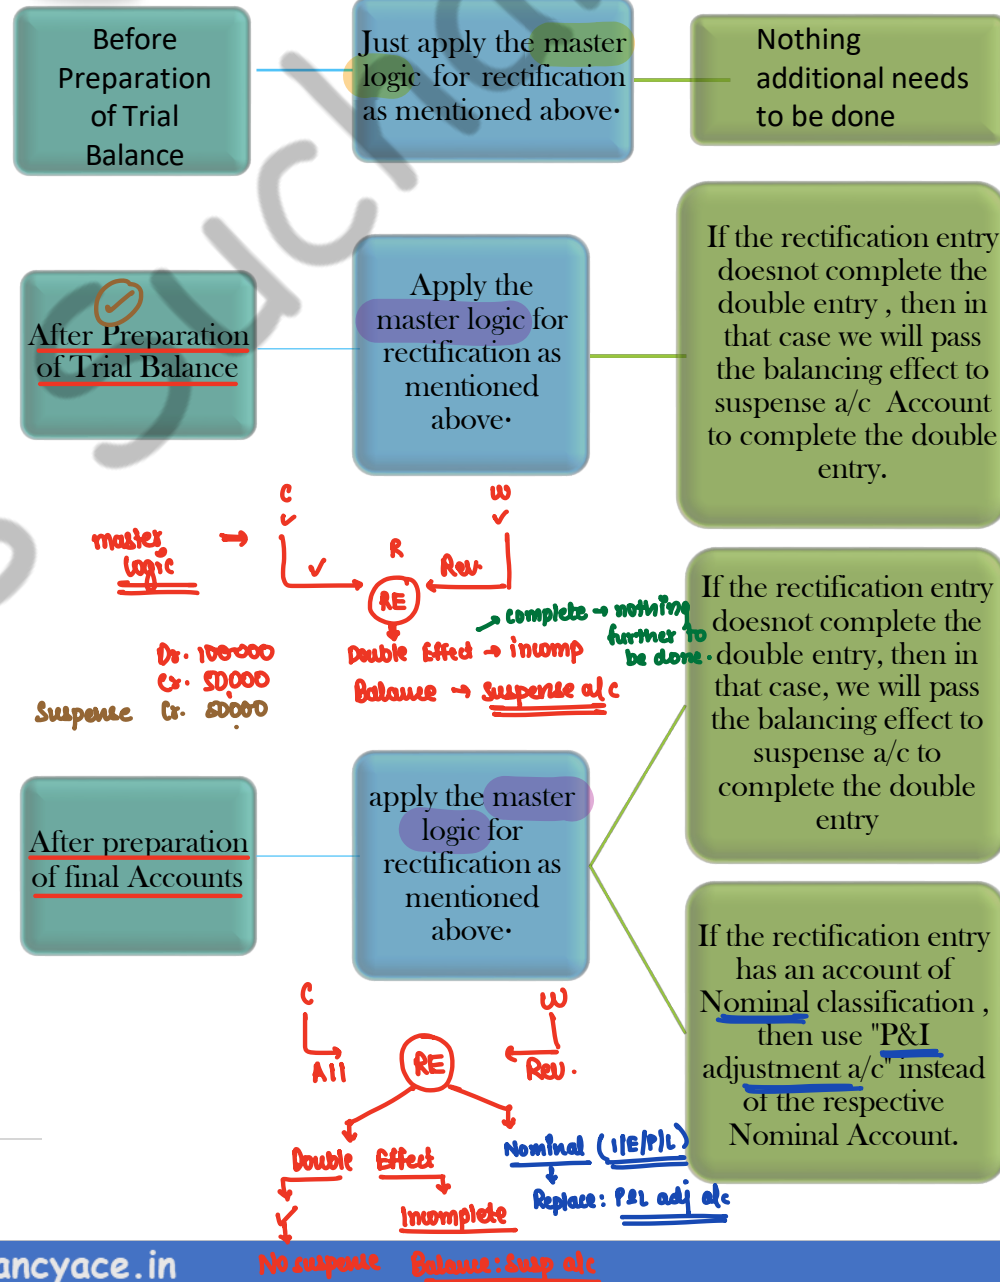 Before
Preparation
of Trial
Balance
Just apply the master
logic for rectification
as mentioned above·
Nothing
additional needs
to be done
After Preparation
of Trial Balance
Apply the
master logic for
rectification as
mentioned
above·
If the rectification entry
doesnot complete the
double entry , then in
that case we will pass
the balancing effect to
suspense a/c Account
to complete the double
entry.
C
W
master
logic
R
Rev.
RE
Double Effect → incomp
complete → nothing
further to
be done.
Balance → suspense a/c
Dr. 100000
Cr. 50000
Suspense Cr. 50000
If the rectification entry
doesnot complete the
double entry, then in
that case, we will pass
the balancing effect to
suspense a/c to
complete the double
entry
After preparation
of final Accounts
apply the master
logic for
rectification as
mentioned
above·
If the rectification entry
has an account of
Nominal classification ,
then use "P&I
adjustment a/c" instead
of the respective
Nominal Account.
C
W
All
RE
Rev.
Double Effect
Nominal (I/E/P/L)
Incomplete
Replace: P&L adj a/c
No suspense
Balance: susp a/c
ancyace.in
Sucha